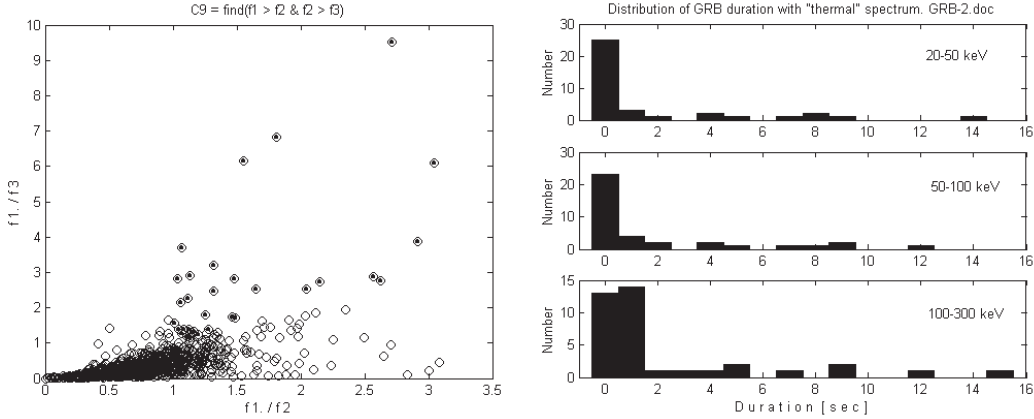 C9 = find(f1 > f2 & f2 > f3)
10
9
8
7
6
5
4
3
2
1
0
f1. / f3
0 0.5 1 1.5 2 2.5 3 3.5
f1. / f2
Distribution of GRB duration with "thermal" spectrum. GRB-2.doc
30
20
10
0
Number
20-50 keV
0 2 4 6 8 10 12 14 16
30
20
10
0
Number
50-100 keV
0 2 4 6 8 10 12 14 16
15
10
5
0
Number
100-300 keV
0 2 4 6 8 10 12 14 16
Duration [sec]